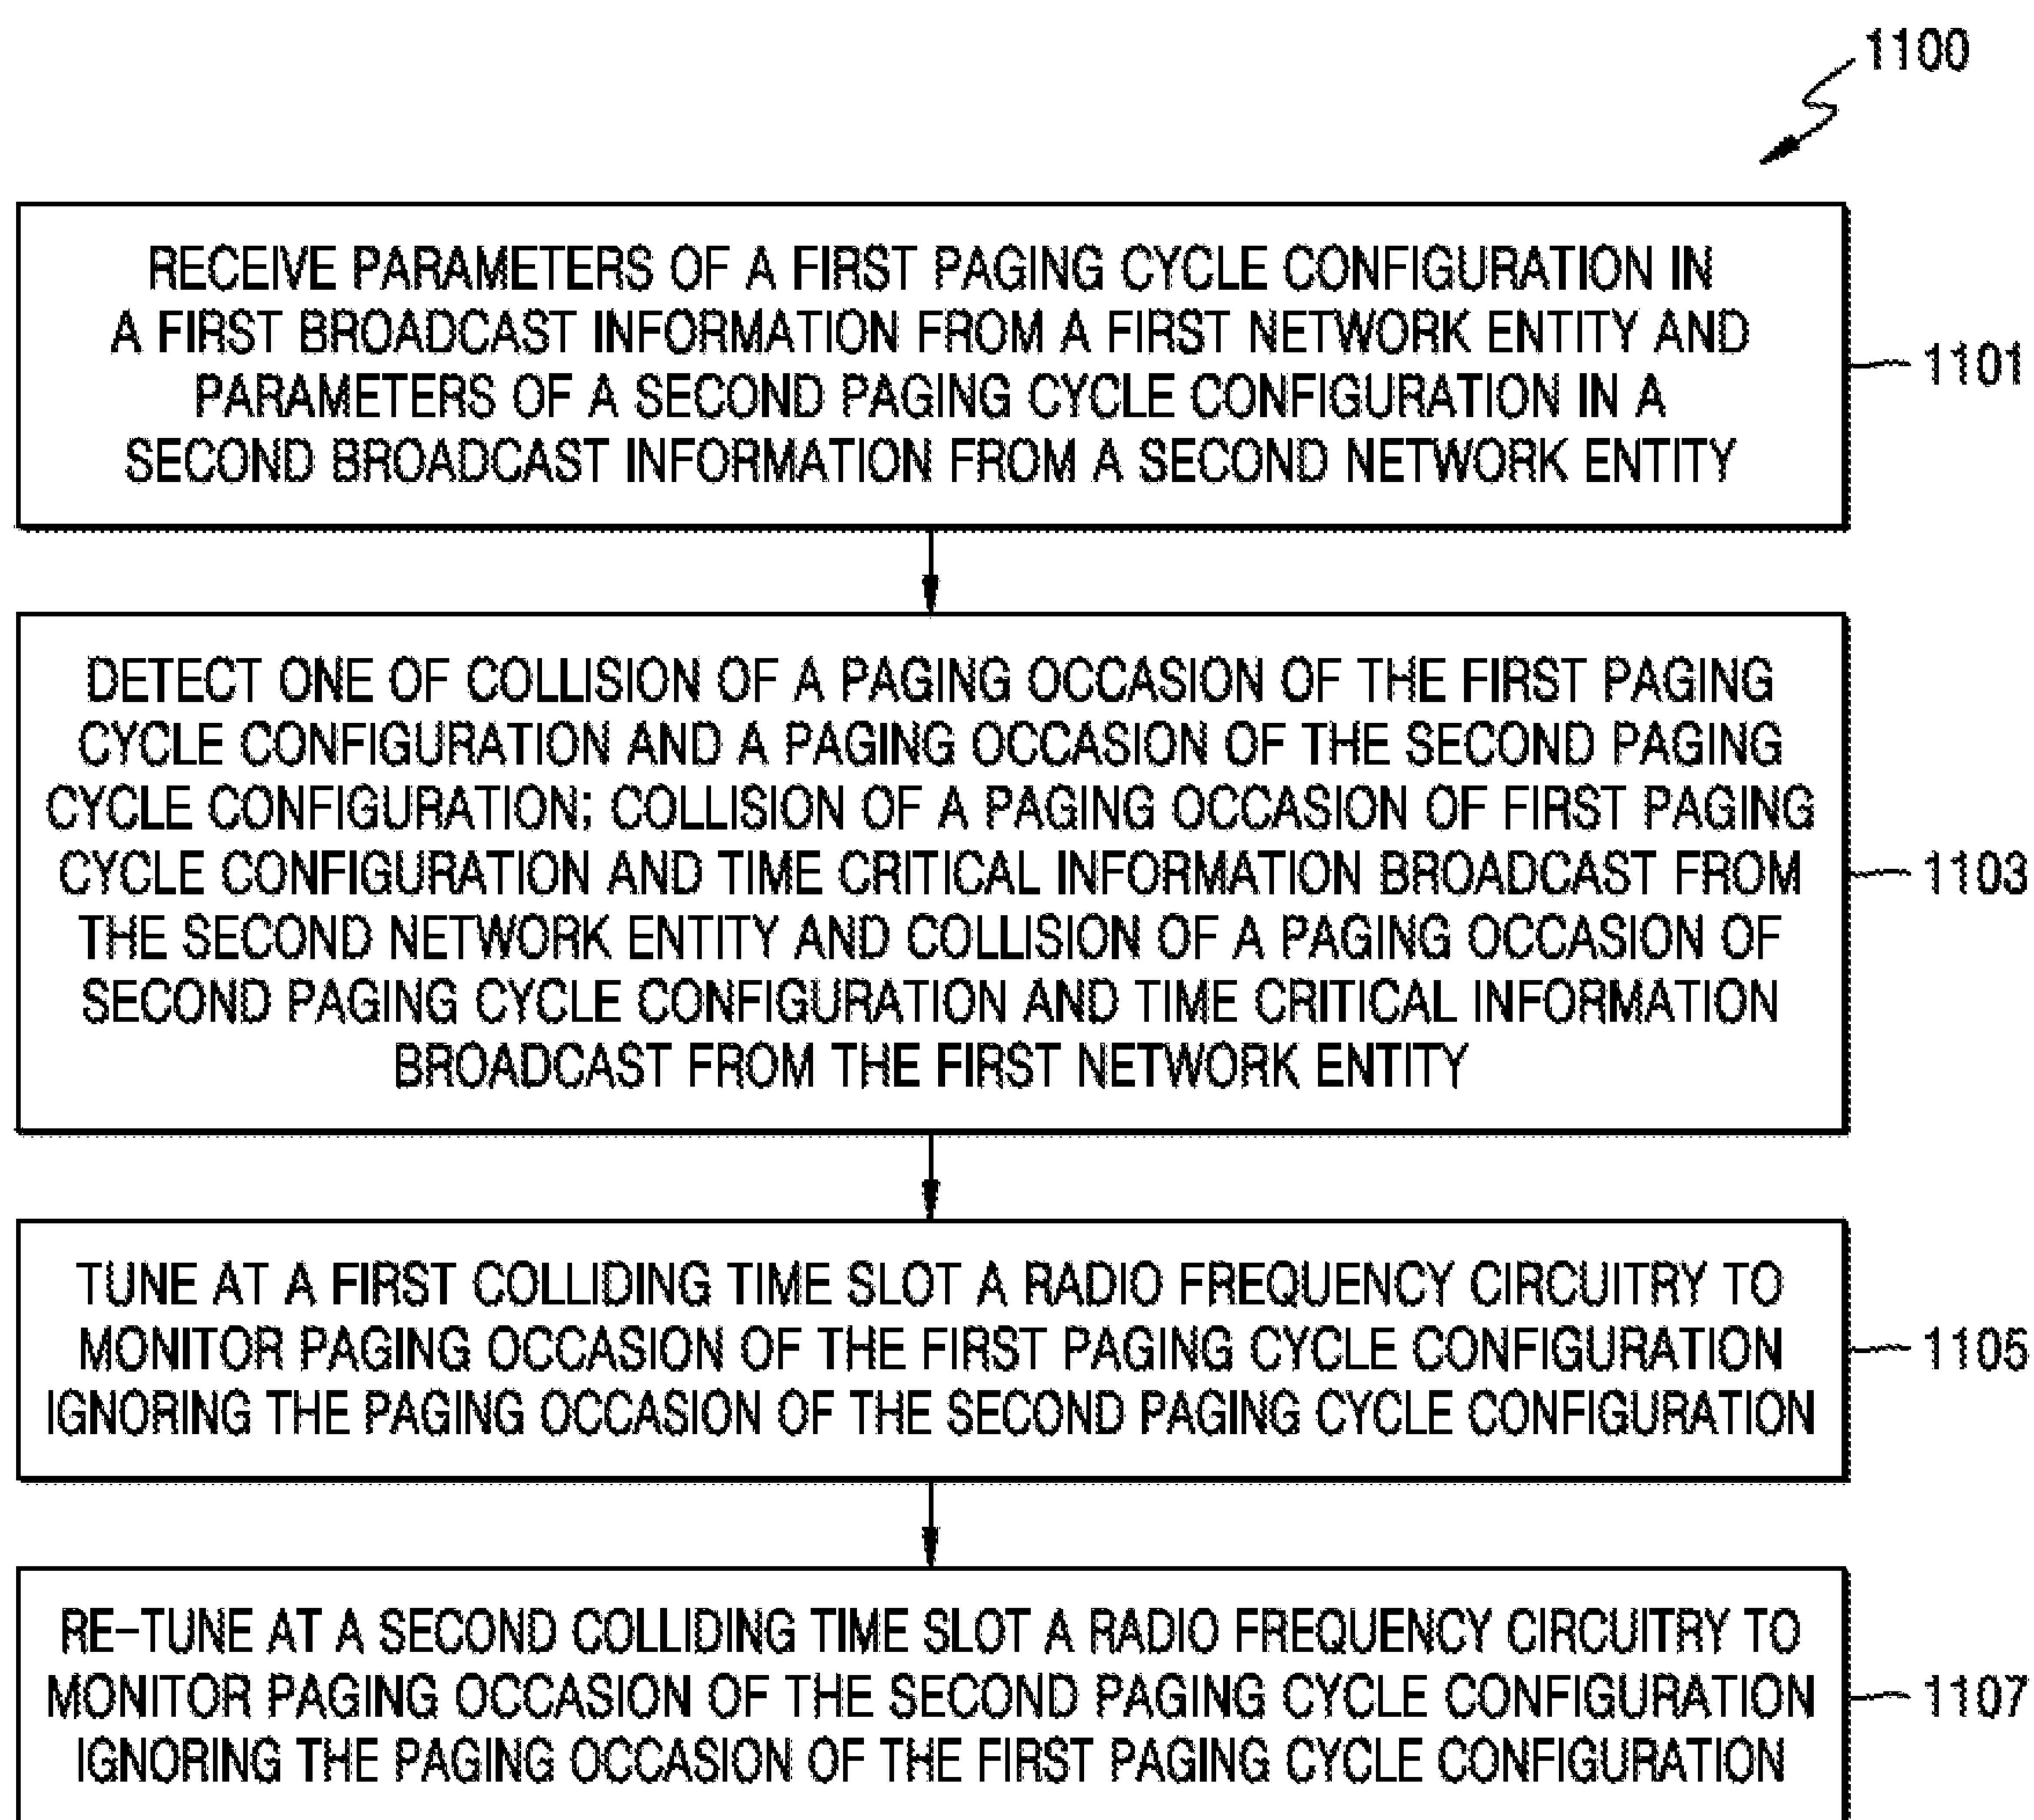 1100
RECEIVE PARAMETERS OF A FIRST PAGING CYCLE CONFIGURATION IN
A FIRST BROADCAST INFORMATION FROM A FIRST NETWORK ENTITY AND
PARAMETERS OF A SECOND PAGING CYCLE CONFIGURATION IN A
SECOND BROADCAST INFORMATION FROM A SECOND NETWORK ENTITY
1101
DETECT ONE OF COLLISION OF A PAGING OCCASION OF THE FIRST PAGING
CYCLE CONFIGURATION AND A PAGING OCCASION OF THE SECOND PAGING
CYCLE CONFIGURATION; COLLISION OF A PAGING OCCASION OF FIRST PAGING
CYCLE CONFIGURATION AND TIME CRITICAL INFORMATION BROADCAST FROM
THE SECOND NETWORK ENTITY AND COLLISION OF A PAGING OCCASION OF
SECOND PAGING CYCLE CONFIGURATION AND TIME CRITICAL INFORMATION
BROADCAST FROM THE FIRST NETWORK ENTITY
1103
TUNE AT A FIRST COLLIDING TIME SLOT A RADIO FREQUENCY CIRCUITRY TO
MONITOR PAGING OCCASION OF THE FIRST PAGING CYCLE CONFIGURATION
IGNORING THE PAGING OCCASION OF THE SECOND PAGING CYCLE CONFIGURATION
1105
RE-TUNE AT A SECOND COLLIDING TIME SLOT A RADIO FREQUENCY CIRCUITRY TO
MONITOR PAGING OCCASION OF THE SECOND PAGING CYCLE CONFIGURATION
IGNORING THE PAGING OCCASION OF THE FIRST PAGING CYCLE CONFIGURATION
1107